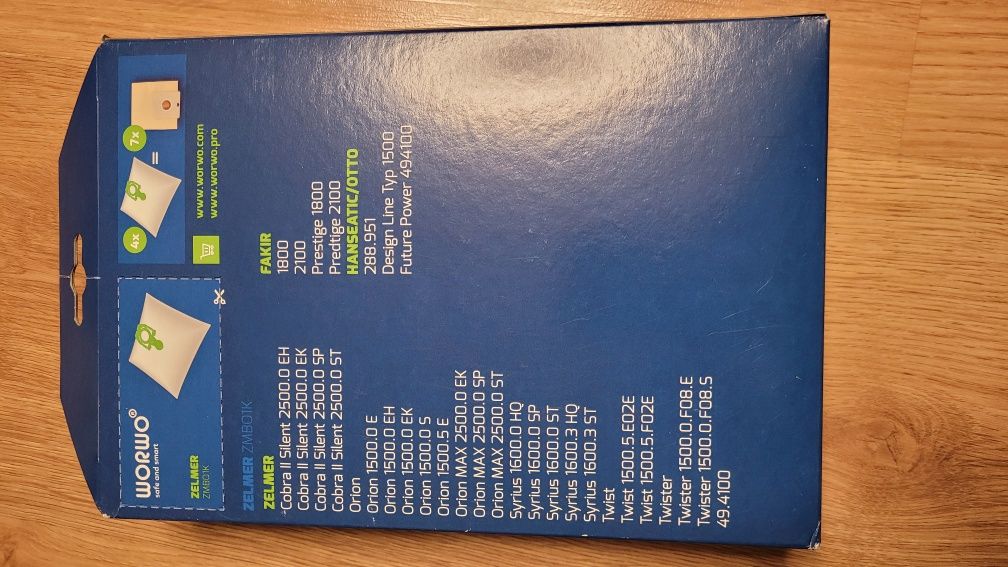 WORWO®
safe and smart
ZELMER
ZMB01K
4x
=
7x
www.worwo.com
www.worwo.pro
ZELMER ZMB01K
ZELMER
Cobra II Silent 2500.0 EH
Cobra II Silent 2500.0 EK
Cobra II Silent 2500.0 SP
Cobra II Silent 2500.0 ST
Orion
Orion 1500.0 E
Orion 1500.0 EH
Orion 1500.0 EK
Orion 1500.0 S
Orion 1500.5 E
Orion MAX 2500.0 EK
Orion MAX 2500.0 SP
Orion MAX 2500.0 ST
Syrius 1600.0 HQ
Syrius 1600.0 SP
Syrius 1600.0 ST
Syrius 1600.3 HQ
Syrius 1600.3 ST
Twist
Twist 1500.5.E02E
Twist 1500.5.F02E
Twister
Twister 1500.0.F08.E
Twister 1500.0.F08.S
49.4100
FAKIR
1800
2100
Prestige 1800
Predtige 2100
HANSEATIC/OTTO
288.951
Design Line Typ 1500
Future Power 494100